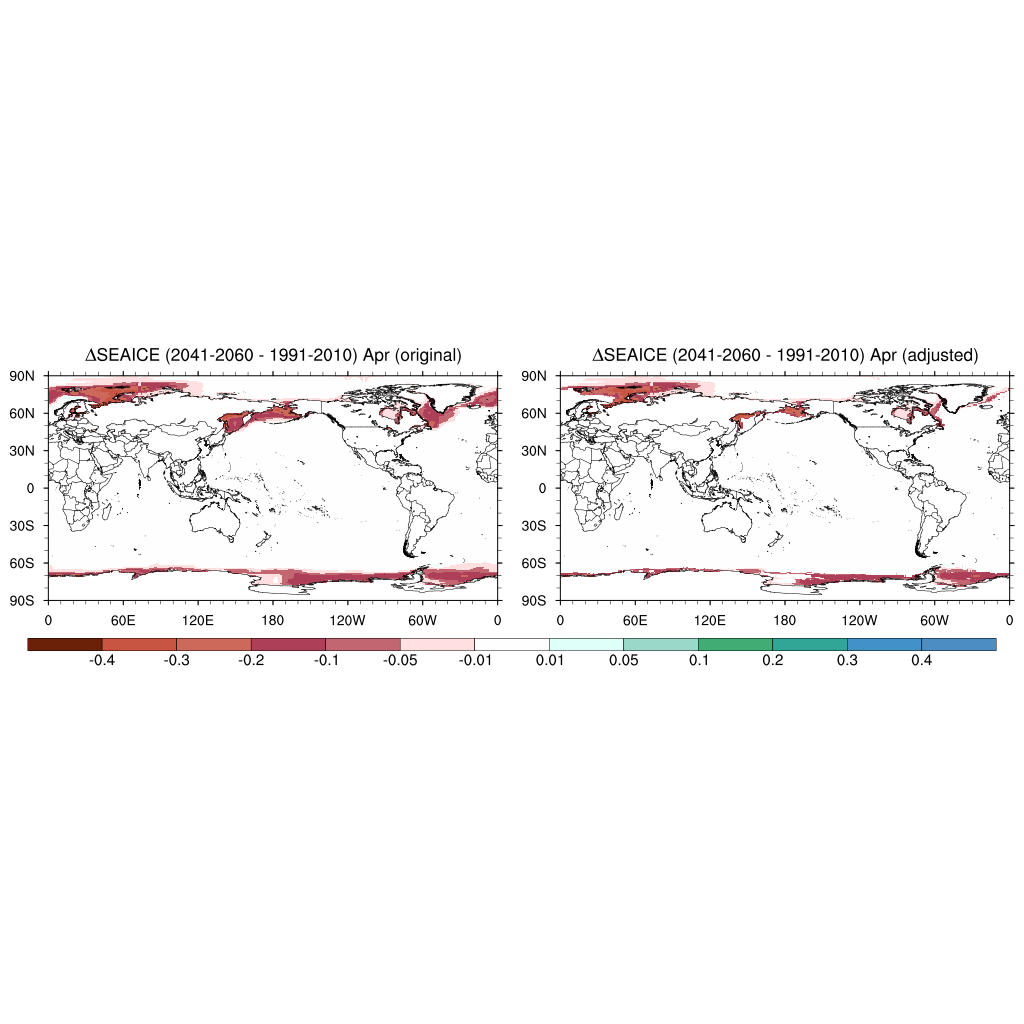 ΔSEAICE (2041-2060 - 1991-2010) Apr (original)
90N
60N
30N
0
30S
60S
90S
0 60E 120E 180 120W 60W 0
ΔSEAICE (2041-2060 - 1991-2010) Apr (adjusted)
90N
60N
30N
0
30S
60S
90S
0 60E 120E 180 120W 60W 0
-0.4 -0.3 -0.2 -0.1 -0.05 -0.01 0.01 0.05 0.1 0.2 0.3 0.4